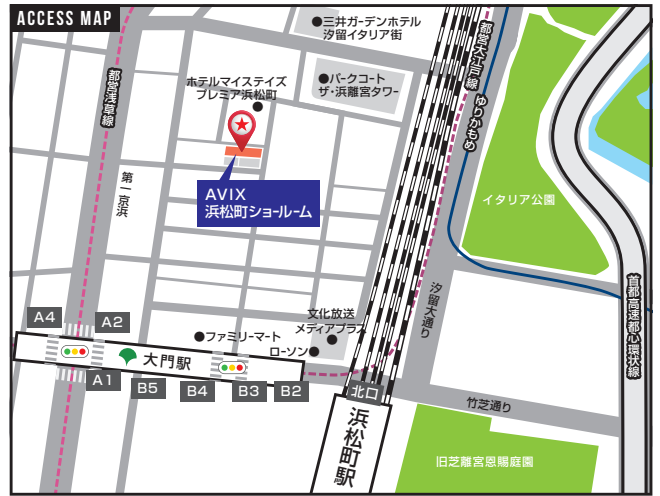 ACCESS MAP
三井ガーデンホテル
汐留イタリア街
パークコート
ザ・浜離宮タワー
ホテルマイステイズ
プレミア浜松町
都営浅草線
都営大江戸線
ゆりかもめ
第一京浜
AVIX
浜松町ショールーム
イタリア公園
首都高速都心環状線
汐留大通り
文化放送
メディアプラス
ファミリーマート
ローソン
A4
A2
大門駅
A1
B5
B4
B3
B2
北口
浜松町駅
竹芝通り
旧芝離宮恩賜庭園